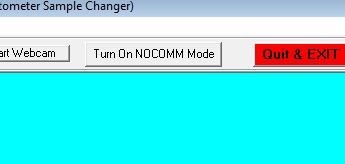 tometer Sample Changer)
art Webcam Turn On NOCOMM Mode Quit & EXIT